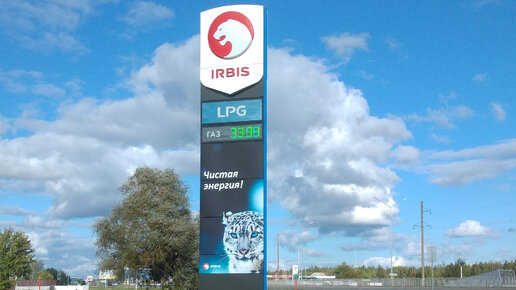 IRBIS
LPG
ГАЗ 33.99
Чистая
энергия!